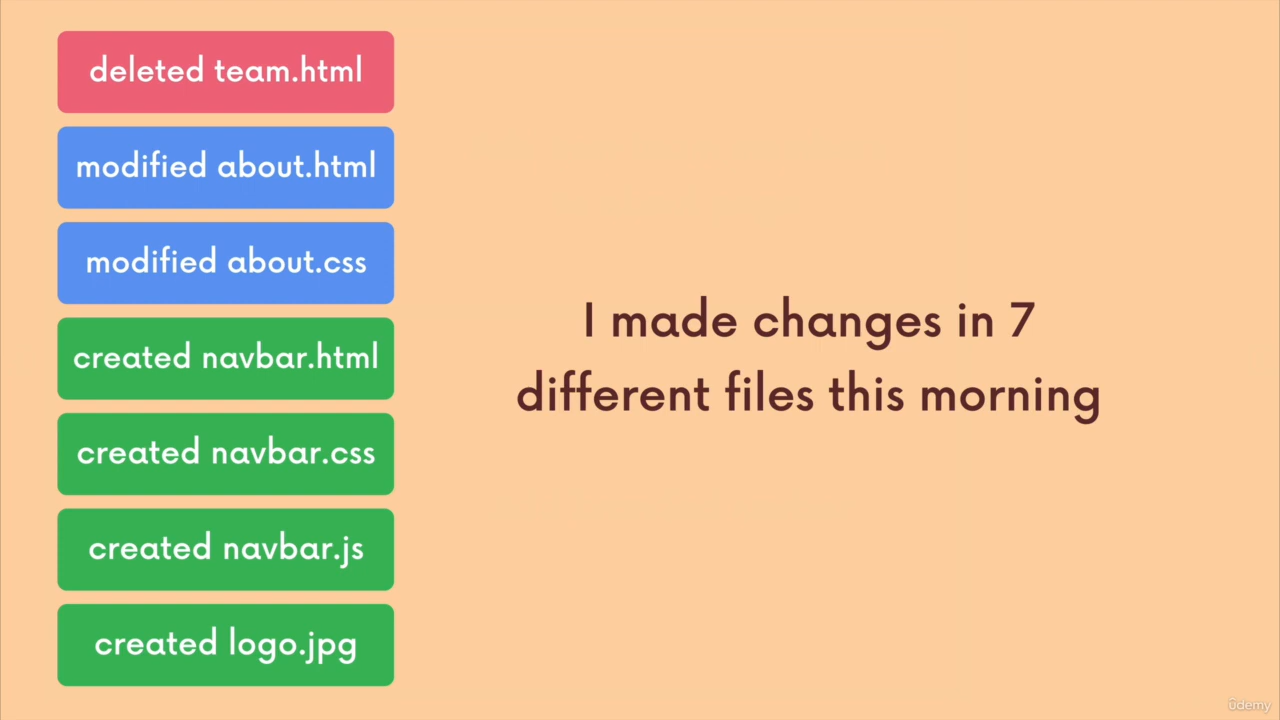 deleted team.html
modified about.html
modified about.css
created navbar.html
created navbar.css
created navbar.js
created logo.jpg
I made changes in 7
different files this morning
ûdemy